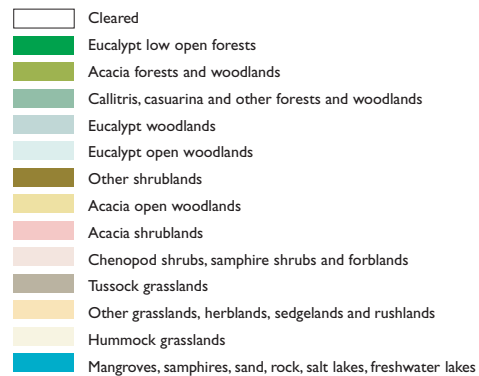 Cleared
Eucalypt low open forests
Acacia forests and woodlands
Callitris, casuarina and other forests and woodlands
Eucalypt woodlands
Eucalypt open woodlands
Other shrublands
Acacia open woodlands
Acacia shrublands
Chenopod shrubs, samphire shrubs and forblands
Tussock grasslands
Other grasslands, herblands, sedgelands and rushlands
Hummock grasslands
Mangroves, samphires, sand, rock, salt lakes, freshwater lakes